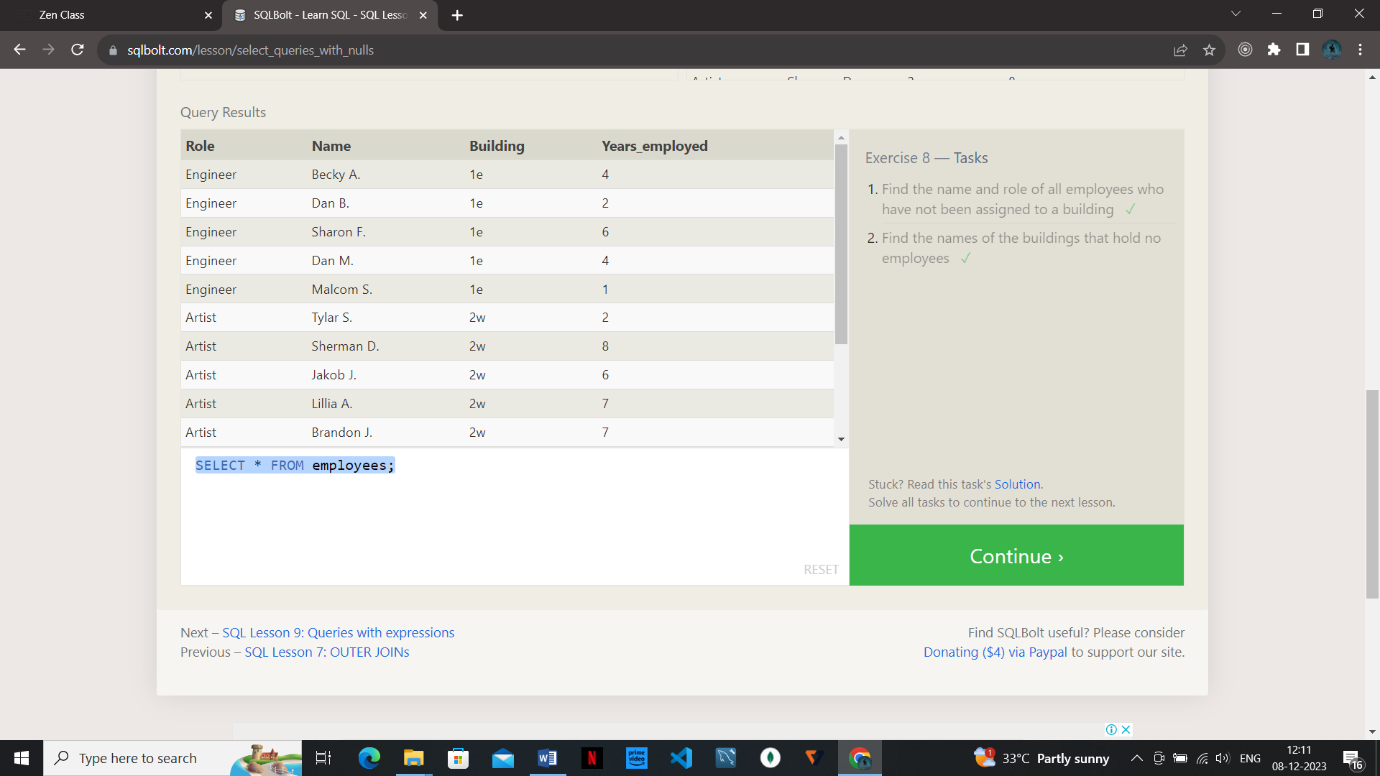 Zen Class
SQLBolt - Learn SQL - SQL Lesso
sqlbolt.com/lesson/select_queries_with_nulls
Query Results
Role Name Building Years_employed
Engineer Becky A. 1e 4
Engineer Dan B. 1e 2
Engineer Sharon F. 1e 6
Engineer Dan M. 1e 4
Engineer Malcom S. 1e 1
Artist Tylar S. 2w 2
Artist Sherman D. 2w 8
Artist Jakob J. 2w 6
Artist Lillia A. 2w 7
Artist Brandon J. 2w 7
SELECT * FROM employees;
RESET
Exercise 8 — Tasks
1. Find the name and role of all employees who
have not been assigned to a building ✓
2. Find the names of the buildings that hold no
employees ✓
Stuck? Read this task's Solution.
Solve all tasks to continue to the next lesson.
Continue ›
Next – SQL Lesson 9: Queries with expressions
Previous – SQL Lesson 7: OUTER JOINs
Find SQLBolt useful? Please consider
Donating ($4) via Paypal to support our site.
Type here to search
prime video
1
33°C Partly sunny
ENG
12:11
08-12-2023
16